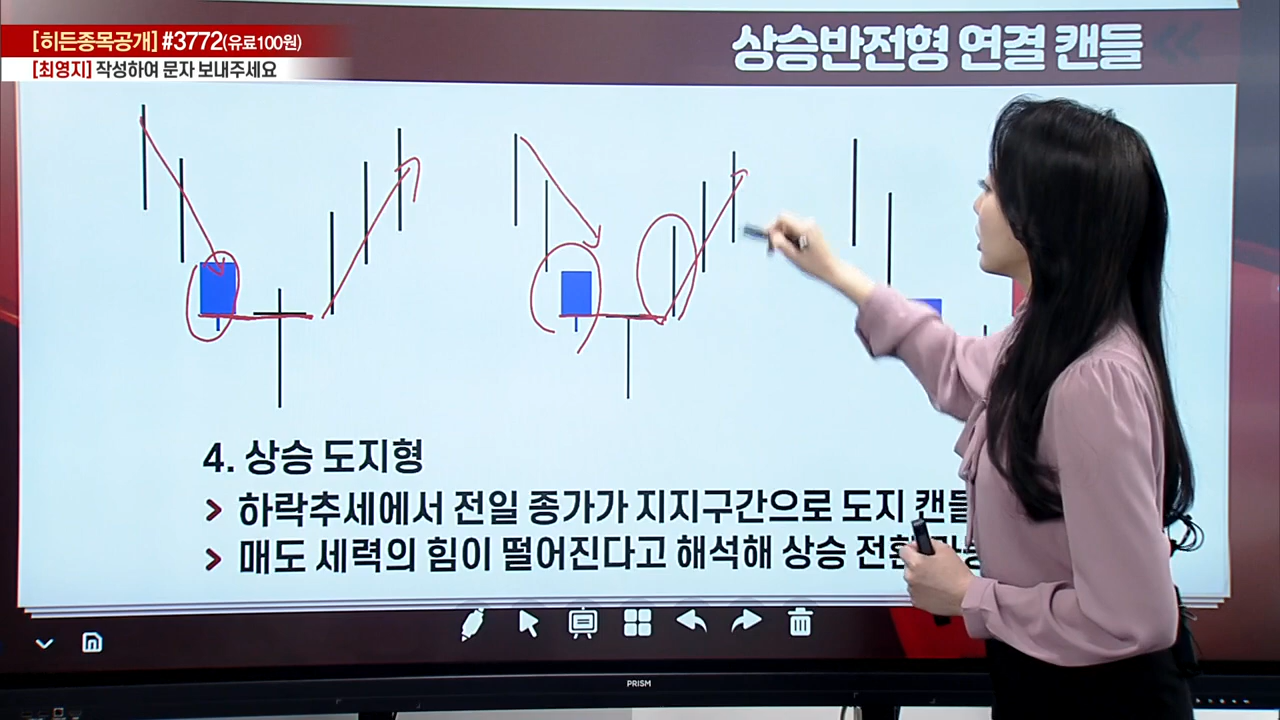 [히든종목공개] #3772(유료100원)
[최영지] 작성하여 문자 보내주세요
상승반전형 연결 캔들
4. 상승 도지형
> 하락추세에서 전일 종가가 지지구간으로 도지
> 매도 세력의 힘이 떨어진다고 해석해 상승
PRISM